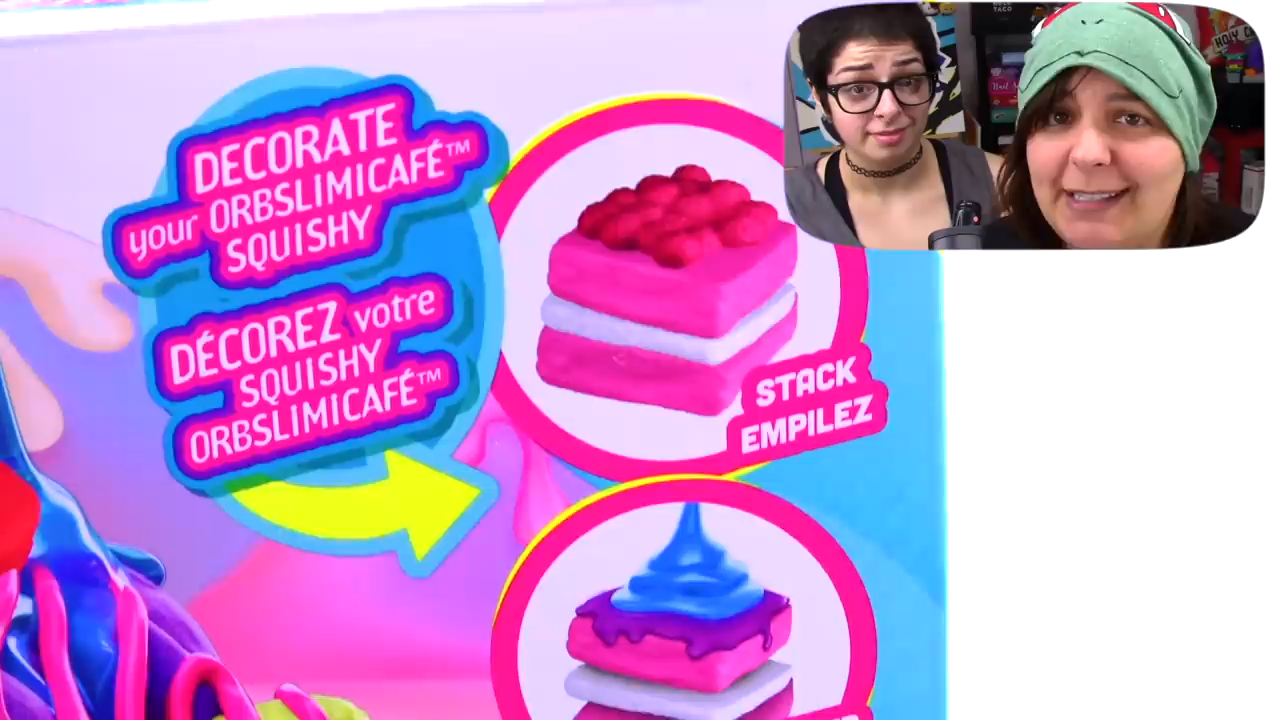 DECORATE
your ORBSLIMICAFÉ™
SQUISHY
DÉCOREZ votre
SQUISHY
ORBSLIMICAFÉ™
STACK
EMPILEZ